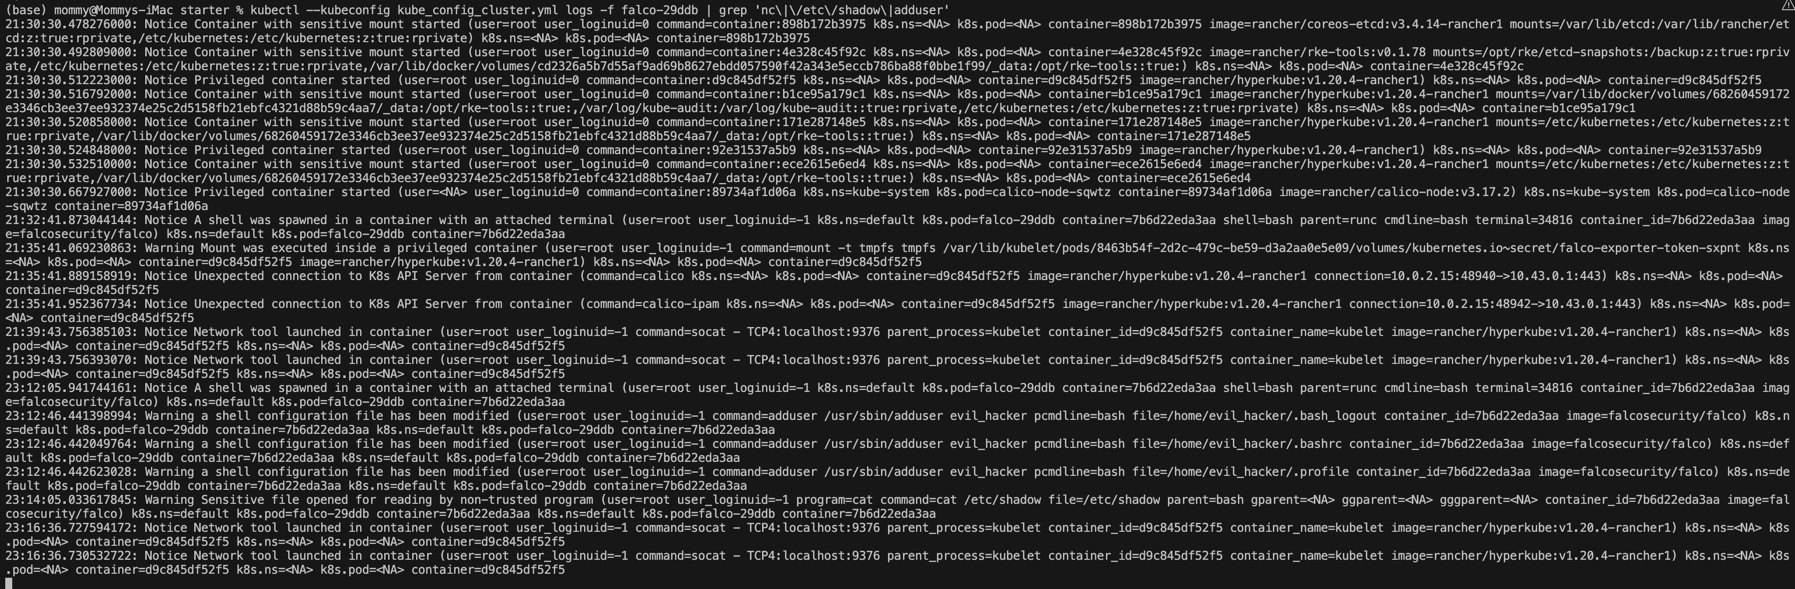 (base) mommy@Mommys-iMac starter % kubectl --kubeconfig kube_config_cluster.yml logs -f falco-29ddb | grep 'nc\|\/etc\/shadow\|adduser'
21:30:30.478276000: Notice Container with sensitive mount started (user=root user_loginuid=0 command=container:898b172b3975 k8s.ns=<NA> k8s.pod=<NA> container=898b172b3975 image=rancher/coreos-etcd:v3.4.14-rancher1 mounts=/var/lib/etcd:/var/lib/rancher/et
cd:z:true:rprivate,/etc/kubernetes:/etc/kubernetes:z:true:rprivate) k8s.ns=<NA> k8s.pod=<NA> container=898b172b3975
21:30:30.492809000: Notice Container with sensitive mount started (user=root user_loginuid=0 command=container:4e328c45f92c k8s.ns=<NA> k8s.pod=<NA> container=4e328c45f92c image=rancher/rke-tools:v0.1.78 mounts=/opt/rke/etcd-snapshots:/backup:z:true:rpriv
ate,/etc/kubernetes:/etc/kubernetes:z:true:rprivate,/var/lib/docker/volumes/cd2326a5b7d55af9ad69b8627ebdd057590f42a343e5eccb786ba88f0bbe1f99/_data:/opt/rke-tools::true:) k8s.ns=<NA> k8s.pod=<NA> container=4e328c45f92c
21:30:30.512223000: Notice Privileged container started (user=root user_loginuid=0 command=container:d9c845df52f5 k8s.ns=<NA> k8s.pod=<NA> container=d9c845df52f5 image=rancher/hyperkube:v1.20.4-rancher1) k8s.ns=<NA> k8s.pod=<NA> container=d9c845df52f5
21:30:30.516792000: Notice Container with sensitive mount started (user=root user_loginuid=0 command=container:b1ce95a179c1 k8s.ns=<NA> k8s.pod=<NA> container=b1ce95a179c1 image=rancher/hyperkube:v1.20.4-rancher1 mounts=/var/lib/docker/volumes/68260459172
e3346cb3ee37ee932374e25c2d5158fb21ebfc4321d88b59c4aa7/_data:/opt/rke-tools::true:,/var/log/kube-audit:/var/log/kube-audit::true:rprivate,/etc/kubernetes:/etc/kubernetes:z:true:rprivate) k8s.ns=<NA> k8s.pod=<NA> container=b1ce95a179c1
21:30:30.520858000: Notice Container with sensitive mount started (user=root user_loginuid=0 command=container:171e287148e5 k8s.ns=<NA> k8s.pod=<NA> container=171e287148e5 image=rancher/hyperkube:v1.20.4-rancher1 mounts=/etc/kubernetes:/etc/kubernetes:z:t
rue:rprivate,/var/lib/docker/volumes/68260459172e3346cb3ee37ee932374e25c2d5158fb21ebfc4321d88b59c4aa7/_data:/opt/rke-tools::true:) k8s.ns=<NA> k8s.pod=<NA> container=171e287148e5
21:30:30.524848000: Notice Privileged container started (user=root user_loginuid=0 command=container:92e31537a5b9 k8s.ns=<NA> k8s.pod=<NA> container=92e31537a5b9 image=rancher/hyperkube:v1.20.4-rancher1) k8s.ns=<NA> k8s.pod=<NA> container=92e31537a5b9
21:30:30.532510000: Notice Container with sensitive mount started (user=root user_loginuid=0 command=container:ece2615e6ed4 k8s.ns=<NA> k8s.pod=<NA> container=ece2615e6ed4 image=rancher/hyperkube:v1.20.4-rancher1 mounts=/etc/kubernetes:/etc/kubernetes:z:t
rue:rprivate,/var/lib/docker/volumes/68260459172e3346cb3ee37ee932374e25c2d5158fb21ebfc4321d88b59c4aa7/_data:/opt/rke-tools::true:) k8s.ns=<NA> k8s.pod=<NA> container=ece2615e6ed4
21:30:30.667927000: Notice Privileged container started (user=<NA> user_loginuid=0 command=container:89734af1d06a k8s.ns=kube-system k8s.pod=calico-node-sqwtz container=89734af1d06a image=rancher/calico-node:v3.17.2) k8s.ns=kube-system k8s.pod=calico-node
-sqwtz container=89734af1d06a
21:32:41.873044144: Notice A shell was spawned in a container with an attached terminal (user=root user_loginuid=-1 k8s.ns=default k8s.pod=falco-29ddb container=7b6d22eda3aa shell=bash parent=runc cmdline=bash terminal=34816 container_id=7b6d22eda3aa imag
e=falcosecurity/falco) k8s.ns=default k8s.pod=falco-29ddb container=7b6d22eda3aa
21:35:41.069230863: Warning Mount was executed inside a privileged container (user=root user_loginuid=-1 command=mount -t tmpfs tmpfs /var/lib/kubelet/pods/8463b54f-2d2c-479c-be59-d3a2aa0e5e09/volumes/kubernetes.io~secret/falco-exporter-token-sxpnt k8s.ns
=<NA> k8s.pod=<NA> container=d9c845df52f5 image=rancher/hyperkube:v1.20.4-rancher1) k8s.ns=<NA> k8s.pod=<NA> container=d9c845df52f5
21:35:41.889158919: Notice Unexpected connection to K8s API Server from container (command=calico k8s.ns=<NA> k8s.pod=<NA> container=d9c845df52f5 image=rancher/hyperkube:v1.20.4-rancher1 connection=10.0.2.15:48940->10.43.0.1:443) k8s.ns=<NA> k8s.pod=<NA>
container=d9c845df52f5
21:35:41.952367734: Notice Unexpected connection to K8s API Server from container (command=calico-ipam k8s.ns=<NA> k8s.pod=<NA> container=d9c845df52f5 image=rancher/hyperkube:v1.20.4-rancher1 connection=10.0.2.15:48942->10.43.0.1:443) k8s.ns=<NA> k8s.pod=
<NA> container=d9c845df52f5
21:39:43.756385103: Notice Network tool launched in container (user=root user_loginuid=-1 command=socat - TCP4:localhost:9376 parent_process=kubelet container_id=d9c845df52f5 container_name=kubelet image=rancher/hyperkube:v1.20.4-rancher1) k8s.ns=<NA> k8s
.pod=<NA> container=d9c845df52f5 k8s.ns=<NA> k8s.pod=<NA> container=d9c845df52f5
21:39:43.756393070: Notice Network tool launched in container (user=root user_loginuid=-1 command=socat - TCP4:localhost:9376 parent_process=kubelet container_id=d9c845df52f5 container_name=kubelet image=rancher/hyperkube:v1.20.4-rancher1) k8s.ns=<NA> k8s
.pod=<NA> container=d9c845df52f5 k8s.ns=<NA> k8s.pod=<NA> container=d9c845df52f5
23:12:05.941744161: Notice A shell was spawned in a container with an attached terminal (user=root user_loginuid=-1 k8s.ns=default k8s.pod=falco-29ddb container=7b6d22eda3aa shell=bash parent=runc cmdline=bash terminal=34816 container_id=7b6d22eda3aa imag
e=falcosecurity/falco) k8s.ns=default k8s.pod=falco-29ddb container=7b6d22eda3aa
23:12:46.441398994: Warning a shell configuration file has been modified (user=root user_loginuid=-1 command=adduser /usr/sbin/adduser evil_hacker pcmdline=bash file=/home/evil_hacker/.bash_logout container_id=7b6d22eda3aa image=falcosecurity/falco) k8s.n
s=default k8s.pod=falco-29ddb container=7b6d22eda3aa k8s.ns=default k8s.pod=falco-29ddb container=7b6d22eda3aa
23:12:46.442049764: Warning a shell configuration file has been modified (user=root user_loginuid=-1 command=adduser /usr/sbin/adduser evil_hacker pcmdline=bash file=/home/evil_hacker/.bashrc container_id=7b6d22eda3aa image=falcosecurity/falco) k8s.ns=def
ault k8s.pod=falco-29ddb container=7b6d22eda3aa k8s.ns=default k8s.pod=falco-29ddb container=7b6d22eda3aa
23:12:46.442623028: Warning a shell configuration file has been modified (user=root user_loginuid=-1 command=adduser /usr/sbin/adduser evil_hacker pcmdline=bash file=/home/evil_hacker/.profile container_id=7b6d22eda3aa image=falcosecurity/falco) k8s.ns=de
fault k8s.pod=falco-29ddb container=7b6d22eda3aa k8s.ns=default k8s.pod=falco-29ddb container=7b6d22eda3aa
23:14:05.033617845: Warning Sensitive file opened for reading by non-trusted program (user=root user_loginuid=-1 program=cat command=cat /etc/shadow file=/etc/shadow parent=bash gparent=<NA> ggparent=<NA> gggparent=<NA> container_id=7b6d22eda3aa image=fal
cosecurity/falco) k8s.ns=default k8s.pod=falco-29ddb container=7b6d22eda3aa k8s.ns=default k8s.pod=falco-29ddb container=7b6d22eda3aa
23:16:36.727594172: Notice Network tool launched in container (user=root user_loginuid=-1 command=socat - TCP4:localhost:9376 parent_process=kubelet container_id=d9c845df52f5 container_name=kubelet image=rancher/hyperkube:v1.20.4-rancher1) k8s.ns=<NA> k8s
.pod=<NA> container=d9c845df52f5 k8s.ns=<NA> k8s.pod=<NA> container=d9c845df52f5
23:16:36.730532722: Notice Network tool launched in container (user=root user_loginuid=-1 command=socat - TCP4:localhost:9376 parent_process=kubelet container_id=d9c845df52f5 container_name=kubelet image=rancher/hyperkube:v1.20.4-rancher1) k8s.ns=<NA> k8s
.pod=<NA> container=d9c845df52f5 k8s.ns=<NA> k8s.pod=<NA> container=d9c845df52f5